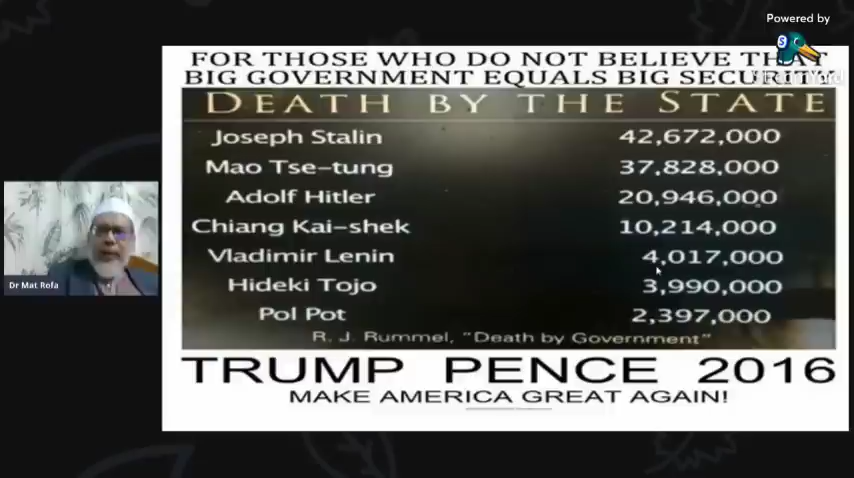 Powered by
StreamYard
FOR THOSE WHO DO NOT BELIEVE THAT
BIG GOVERNMENT EQUALS BIG SECURITY
DEATH BY THE STATE
Joseph Stalin 42,672,000
Mao Tse-tung 37,828,000
Adolf Hitler 20,946,000
Chiang Kai-shek 10,214,000
Vladimir Lenin 4,017,000
Hideki Tojo 3,990,000
Pol Pot 2,397,000
R. J. Rummel, "Death by Government"
Dr Mat Rofa
TRUMP PENCE 2016
MAKE AMERICA GREAT AGAIN!